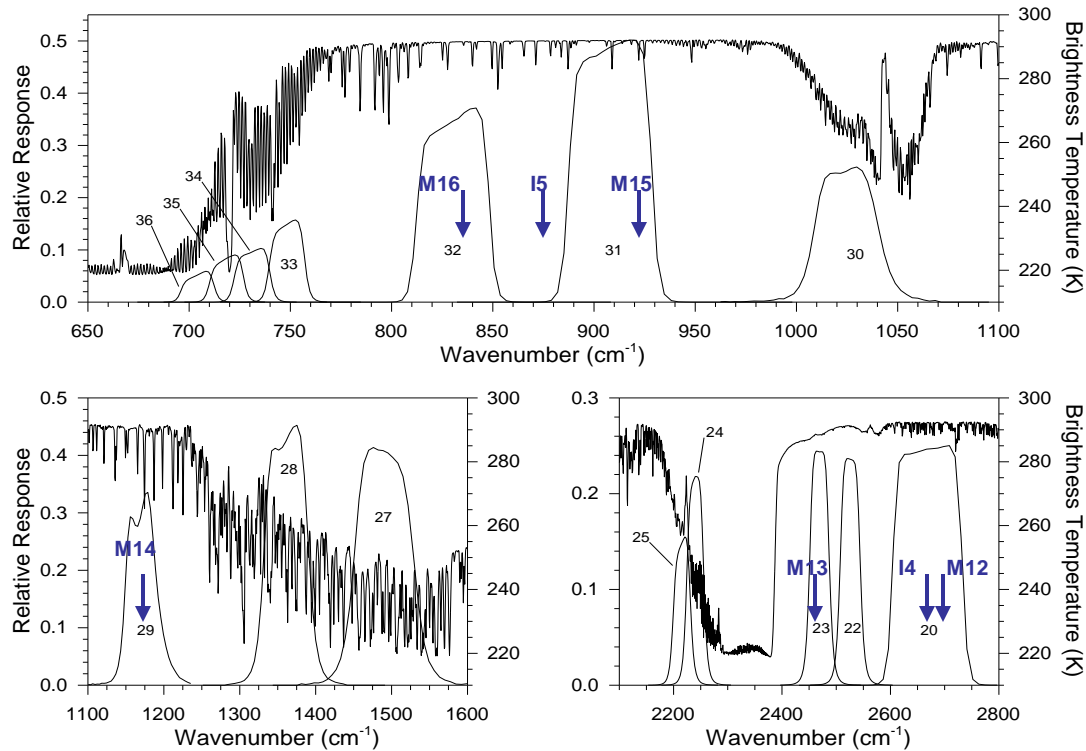 0.5
0.4
0.3
0.2
0.1
0.0
Relative Response
300
280
260
240
220
Brightness Temperature (K)
36
35
34
33
M16
32
I5
M15
31
30
650 700 750 800 850 900 950 1000 1050 1100
Wavenumber (cm⁻¹)
0.5
0.4
0.3
0.2
0.1
0.0
Relative Response
300
280
260
240
220
M14
29
28
27
1100 1200 1300 1400 1500 1600
Wavenumber (cm⁻¹)
0.3
0.2
0.1
0.0
300
280
260
240
220
Brightness Temperature (K)
24
25
M13
23
22
I4
M12
20
2200 2400 2600 2800
Wavenumber (cm⁻¹)